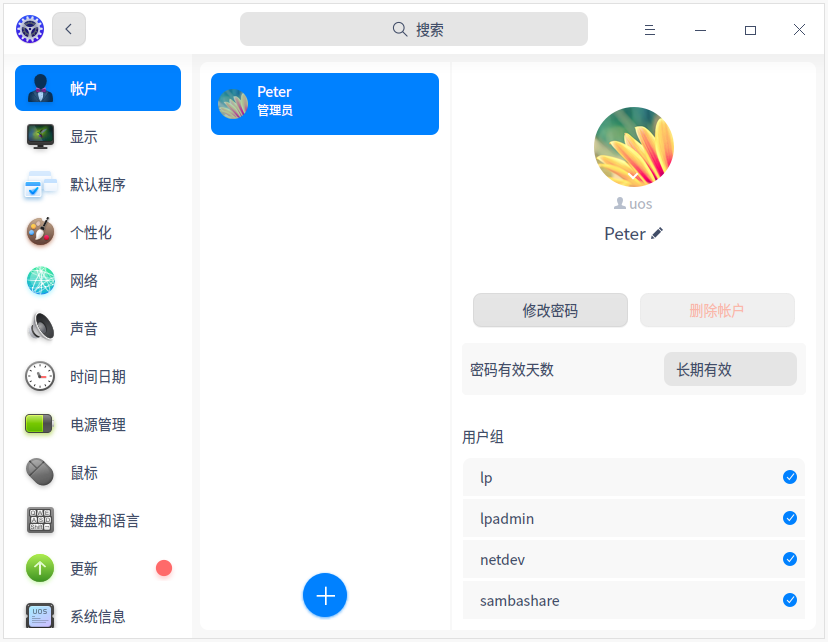 搜索
帐户
显示
默认程序
个性化
网络
声音
时间日期
电源管理
鼠标
键盘和语言
更新
UOS
系统信息
Peter
管理员
uos
Peter
修改密码
删除帐户
密码有效天数
长期有效
用户组
lp
lpadmin
netdev
sambashare